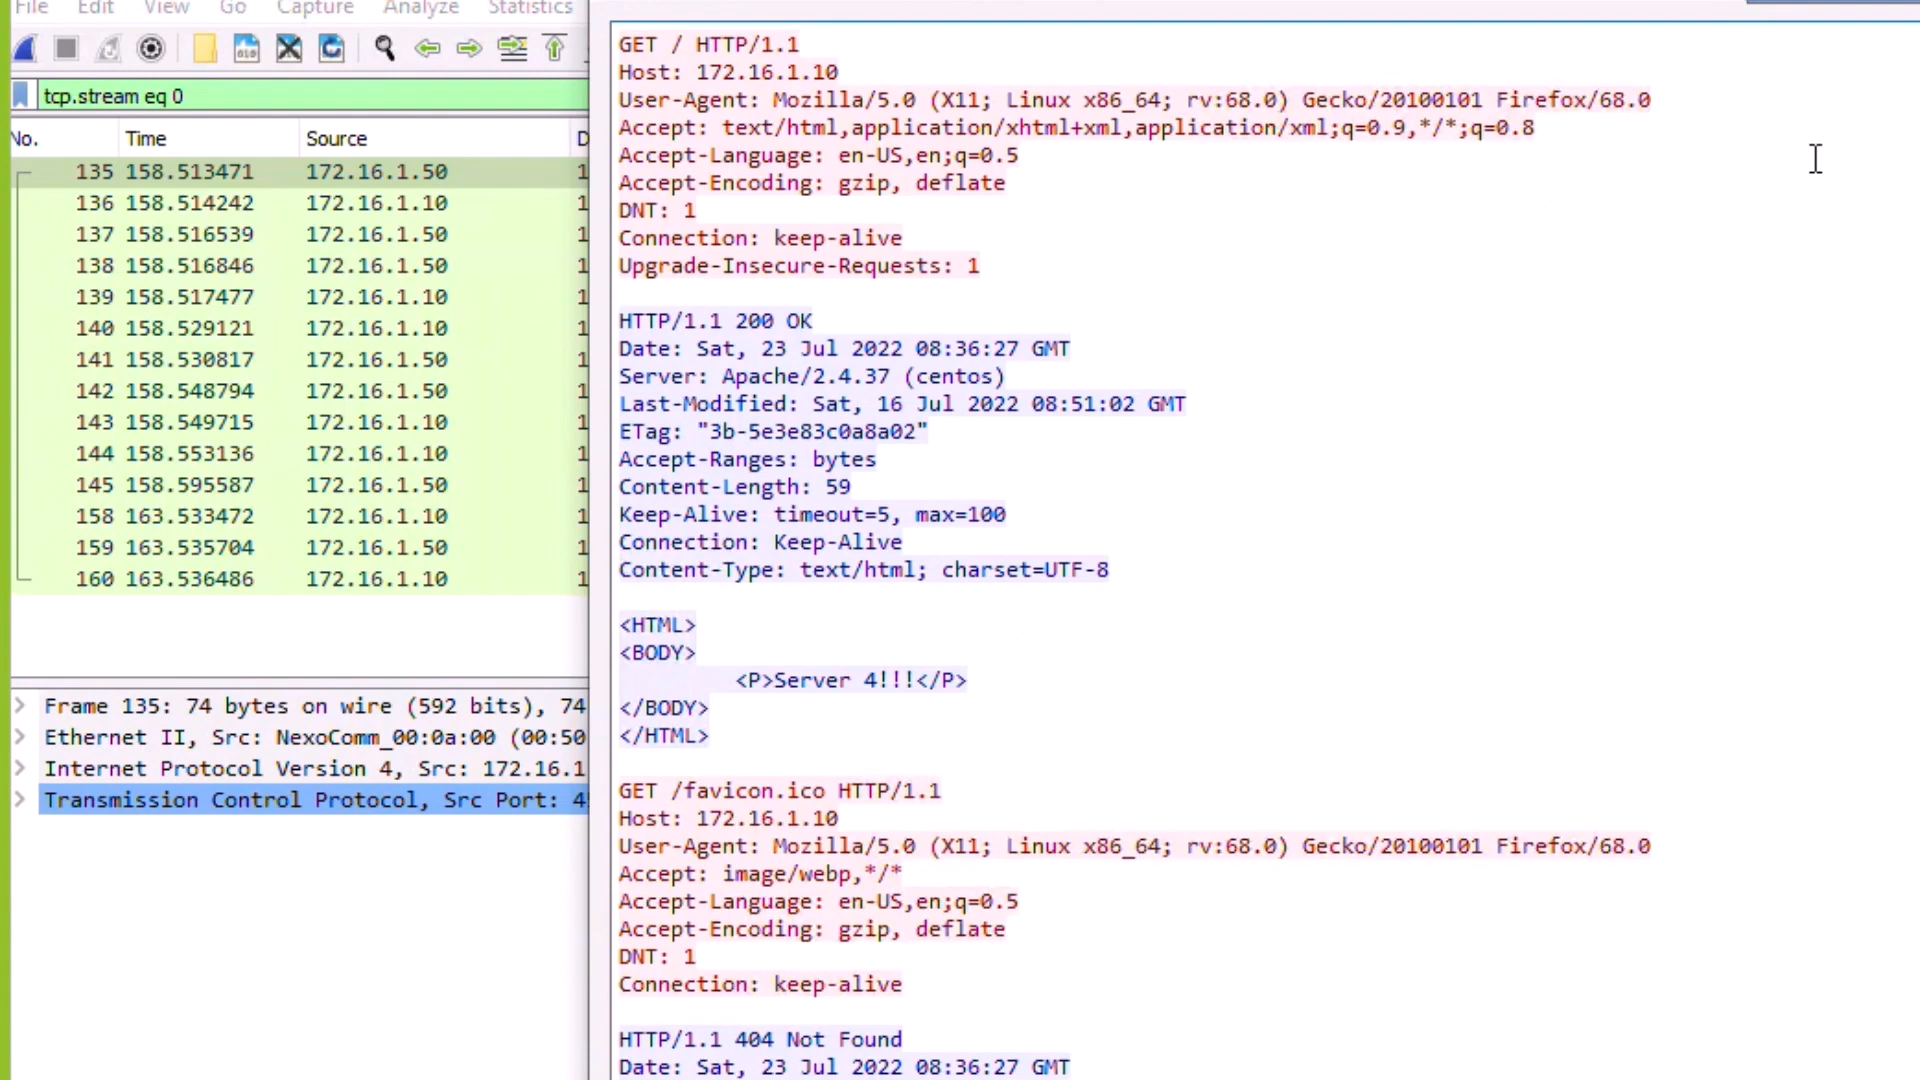 File Edit View Go Capture Analyze Statistics
tcp.stream eq 0
No. Time Source D
135 158.513471 172.16.1.50 1
136 158.514242 172.16.1.10 1
137 158.516539 172.16.1.50 1
138 158.516846 172.16.1.50 1
139 158.517477 172.16.1.10 1
140 158.529121 172.16.1.10 1
141 158.530817 172.16.1.50 1
142 158.548794 172.16.1.50 1
143 158.549715 172.16.1.10 1
144 158.553136 172.16.1.10 1
145 158.595587 172.16.1.50 1
158 163.533472 172.16.1.10 1
159 163.535704 172.16.1.50 1
160 163.536486 172.16.1.10 1
Frame 135: 74 bytes on wire (592 bits), 74
Ethernet II, Src: NexoComm_00:0a:00 (00:50
Internet Protocol Version 4, Src: 172.16.1
Transmission Control Protocol, Src Port: 4
GET / HTTP/1.1
Host: 172.16.1.10
User-Agent: Mozilla/5.0 (X11; Linux x86_64; rv:68.0) Gecko/20100101 Firefox/68.0
Accept: text/html,application/xhtml+xml,application/xml;q=0.9,*/*;q=0.8
Accept-Language: en-US,en;q=0.5
Accept-Encoding: gzip, deflate
DNT: 1
Connection: keep-alive
Upgrade-Insecure-Requests: 1
HTTP/1.1 200 OK
Date: Sat, 23 Jul 2022 08:36:27 GMT
Server: Apache/2.4.37 (centos)
Last-Modified: Sat, 16 Jul 2022 08:51:02 GMT
ETag: "3b-5e3e83c0a8a02"
Accept-Ranges: bytes
Content-Length: 59
Keep-Alive: timeout=5, max=100
Connection: Keep-Alive
Content-Type: text/html; charset=UTF-8
<HTML>
<BODY>
<P>Server 4!!!</P>
</BODY>
</HTML>
GET /favicon.ico HTTP/1.1
Host: 172.16.1.10
User-Agent: Mozilla/5.0 (X11; Linux x86_64; rv:68.0) Gecko/20100101 Firefox/68.0
Accept: image/webp,*/*
Accept-Language: en-US,en;q=0.5
Accept-Encoding: gzip, deflate
DNT: 1
Connection: keep-alive
HTTP/1.1 404 Not Found
Date: Sat, 23 Jul 2022 08:36:27 GMT